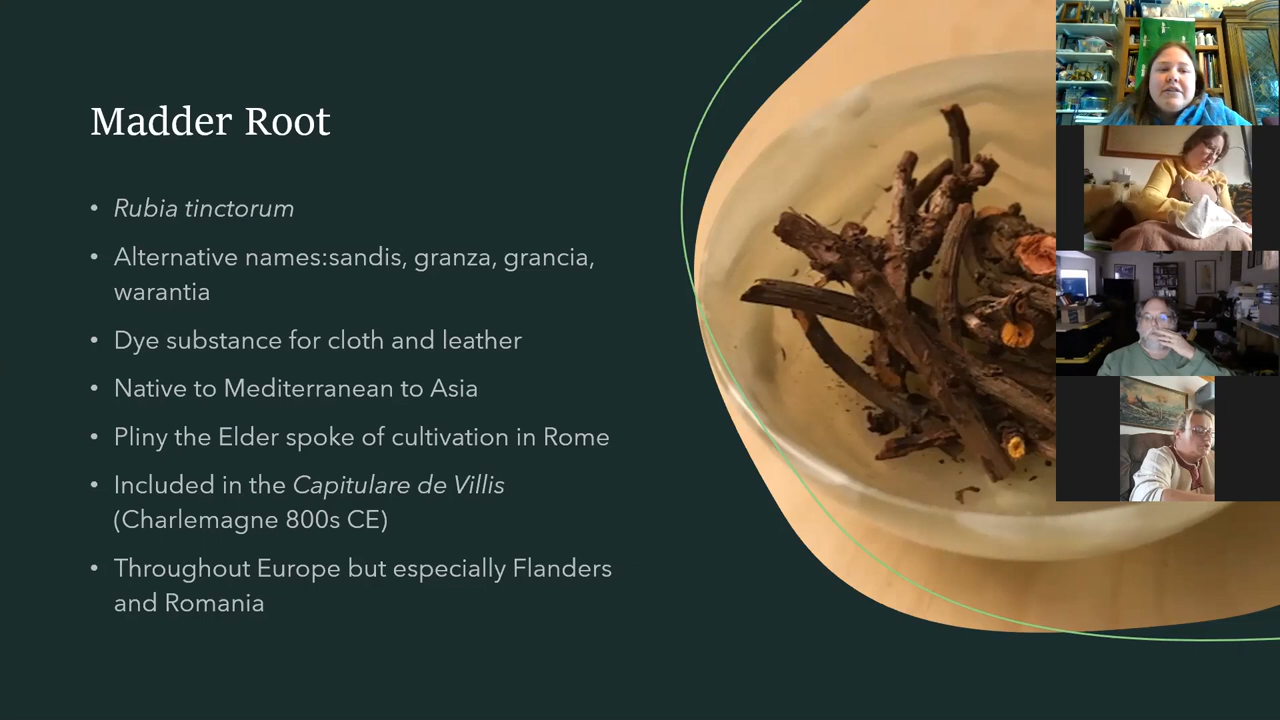 Madder Root
• Rubia tinctorum
• Alternative names:sandis, granza, grancia,
warantia
• Dye substance for cloth and leather
• Native to Mediterranean to Asia
• Pliny the Elder spoke of cultivation in Rome
• Included in the Capitulare de Villis
(Charlemagne 800s CE)
• Throughout Europe but especially Flanders
and Romania